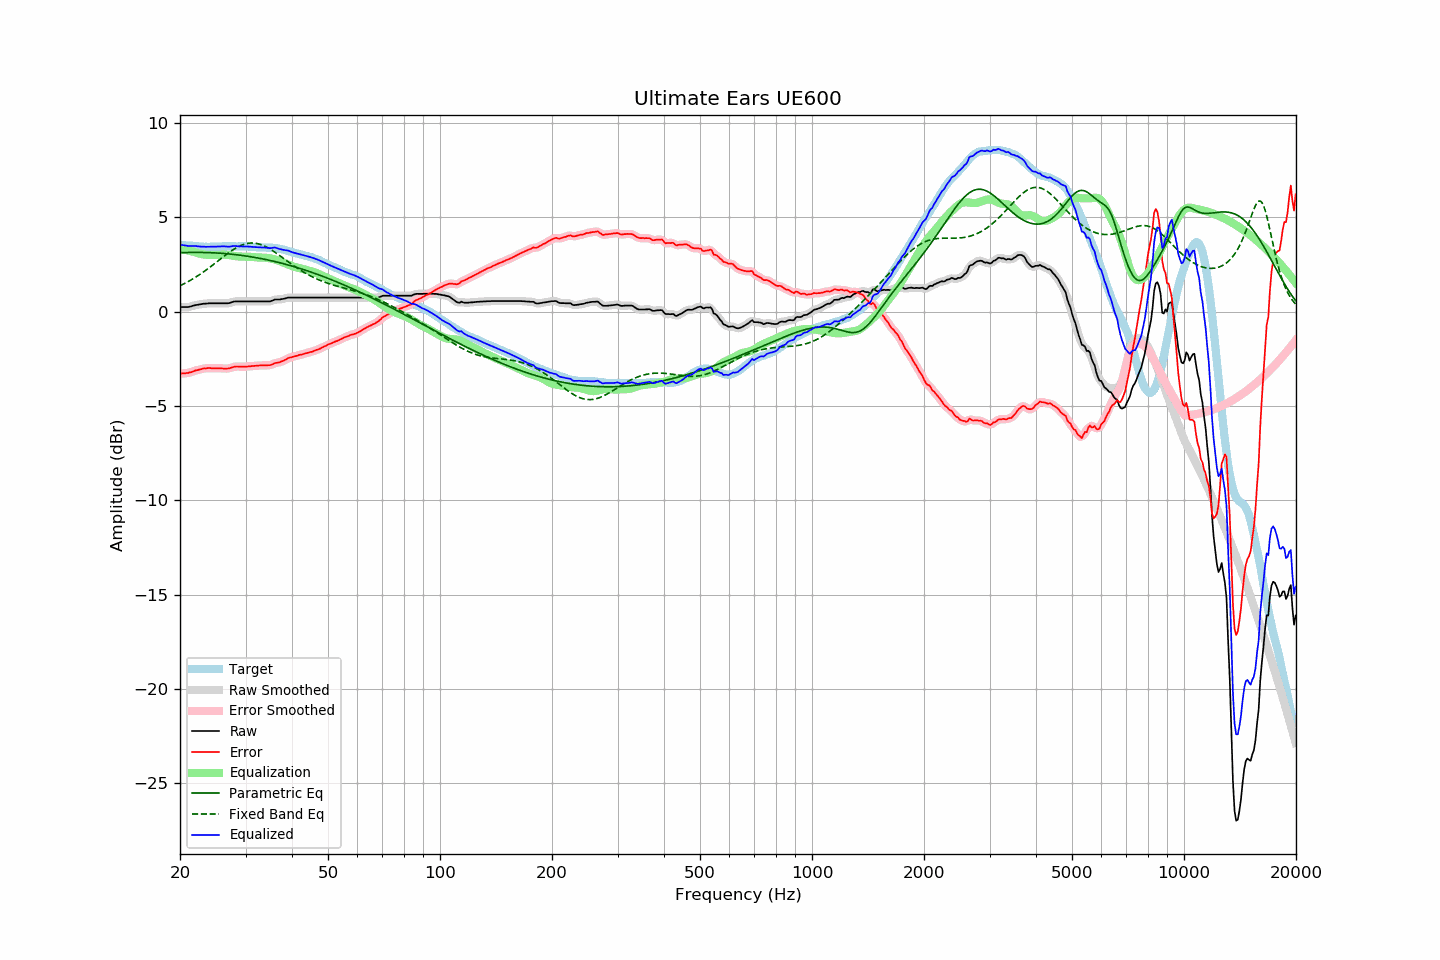 Ultimate Ears UE600
10
5
0
−5
−10
−15
−20
−25
Amplitude (dBr)
Target
Raw Smoothed
Error Smoothed
Raw
Error
Equalization
Parametric Eq
Fixed Band Eq
Equalized
20 50 100 200 500 1000 2000 5000 10000 20000
Frequency (Hz)